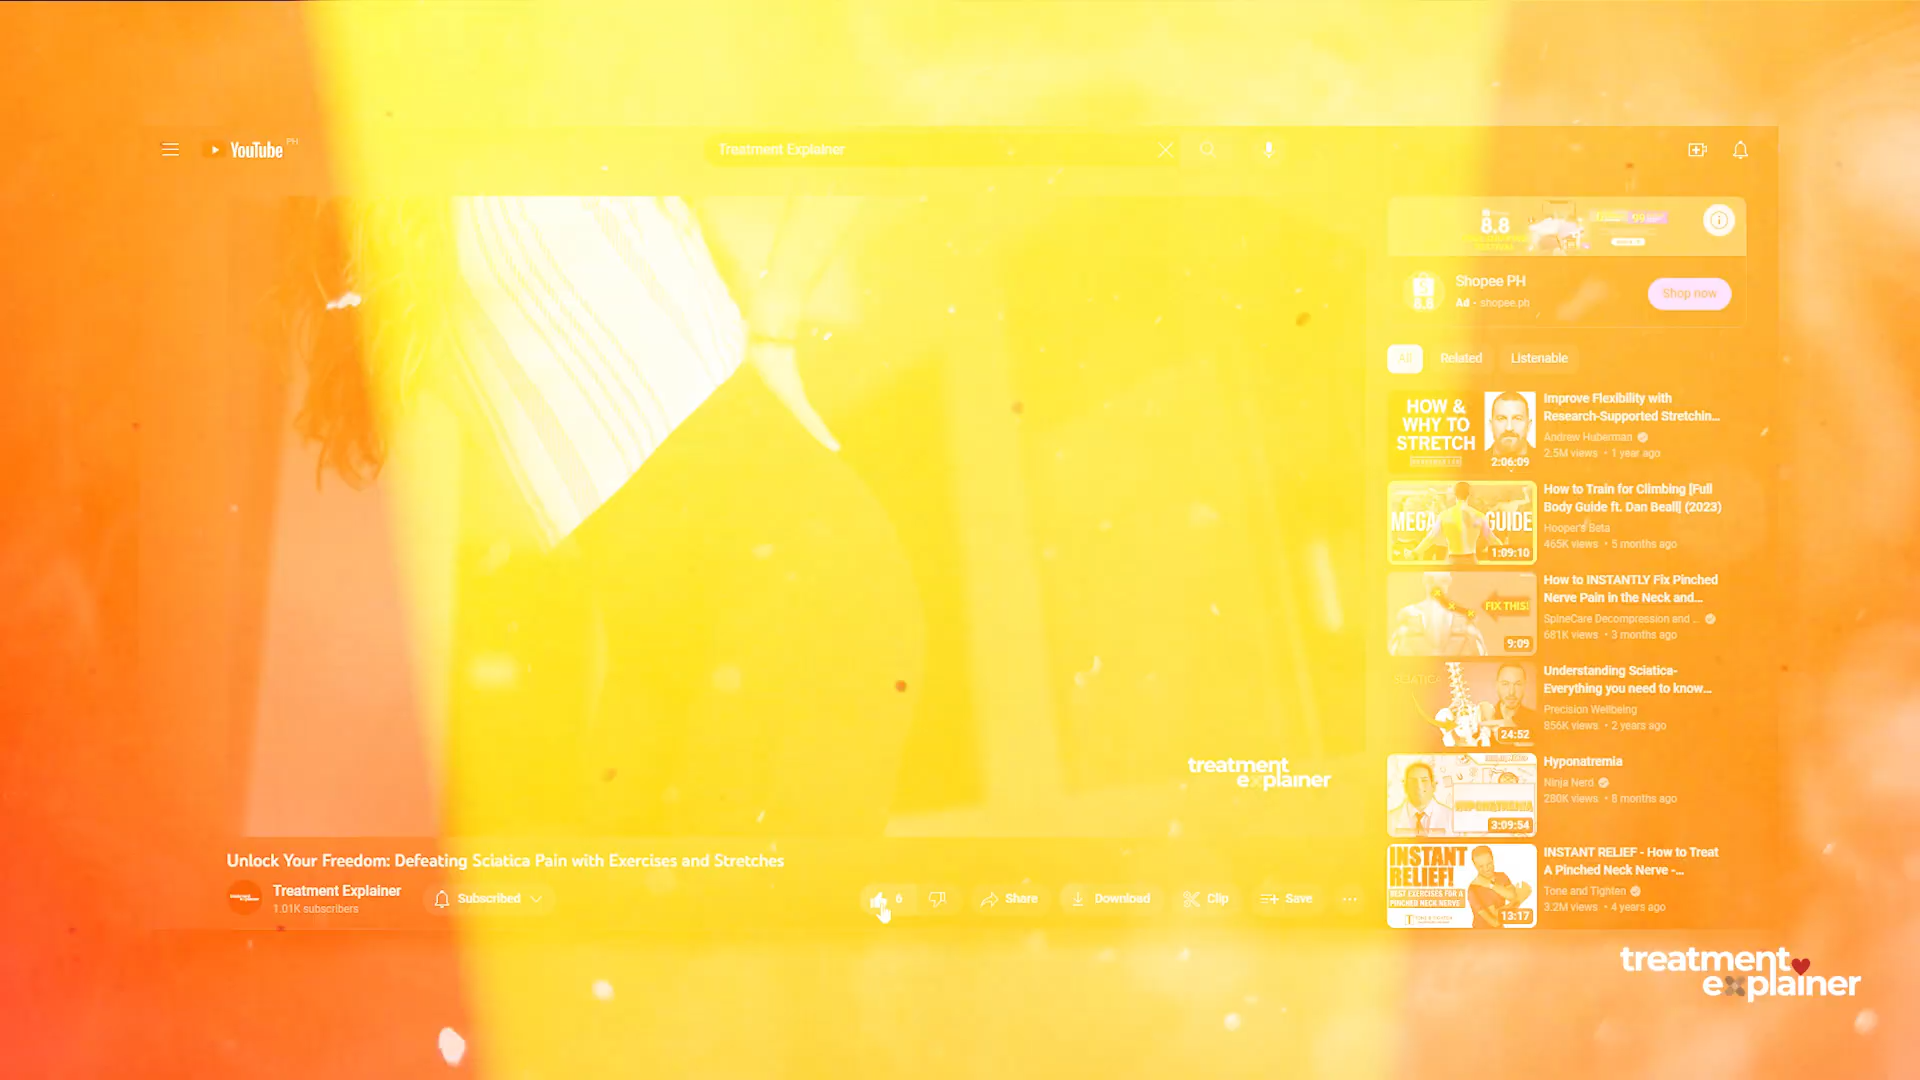 YouTube PH
Treatment Explainer
8.8
Shopee PH
Ad - shopee.ph
Shop now
All
Related
Listenable
HOW &
WHY TO
STRETCH
2:06:09
Improve Flexibility with
Research-Supported Stretchin...
Andrew Huberman
2.5M views • 1 year ago
MEGA GUIDE
1:09:10
How to Train for Climbing [Full
Body Guide ft. Dan Beall] (2023)
Hooper's Beta
465K views • 5 months ago
FIX THIS!
9:09
How to INSTANTLY Fix Pinched
Nerve Pain in the Neck and...
SpineCare Decompression and ...
681K views • 3 months ago
SCIATICA
24:52
Understanding Sciatica-
Everything you need to know...
Precision Wellbeing
856K views • 2 years ago
HYPONATREMIA
3:09:54
Hyponatremia
Ninja Nerd
280K views • 8 months ago
INSTANT
RELIEF!
BEST EXERCISES FOR A
PINCHED NECK NERVE
13:17
INSTANT RELIEF - How to Treat
A Pinched Neck Nerve -...
Tone and Tighten
3.2M views • 4 years ago
treatment
explainer
Unlock Your Freedom: Defeating Sciatica Pain with Exercises and Stretches
Treatment Explainer
1.01K subscribers
Subscribed
6
Share
Download
Clip
Save
treatment
explainer